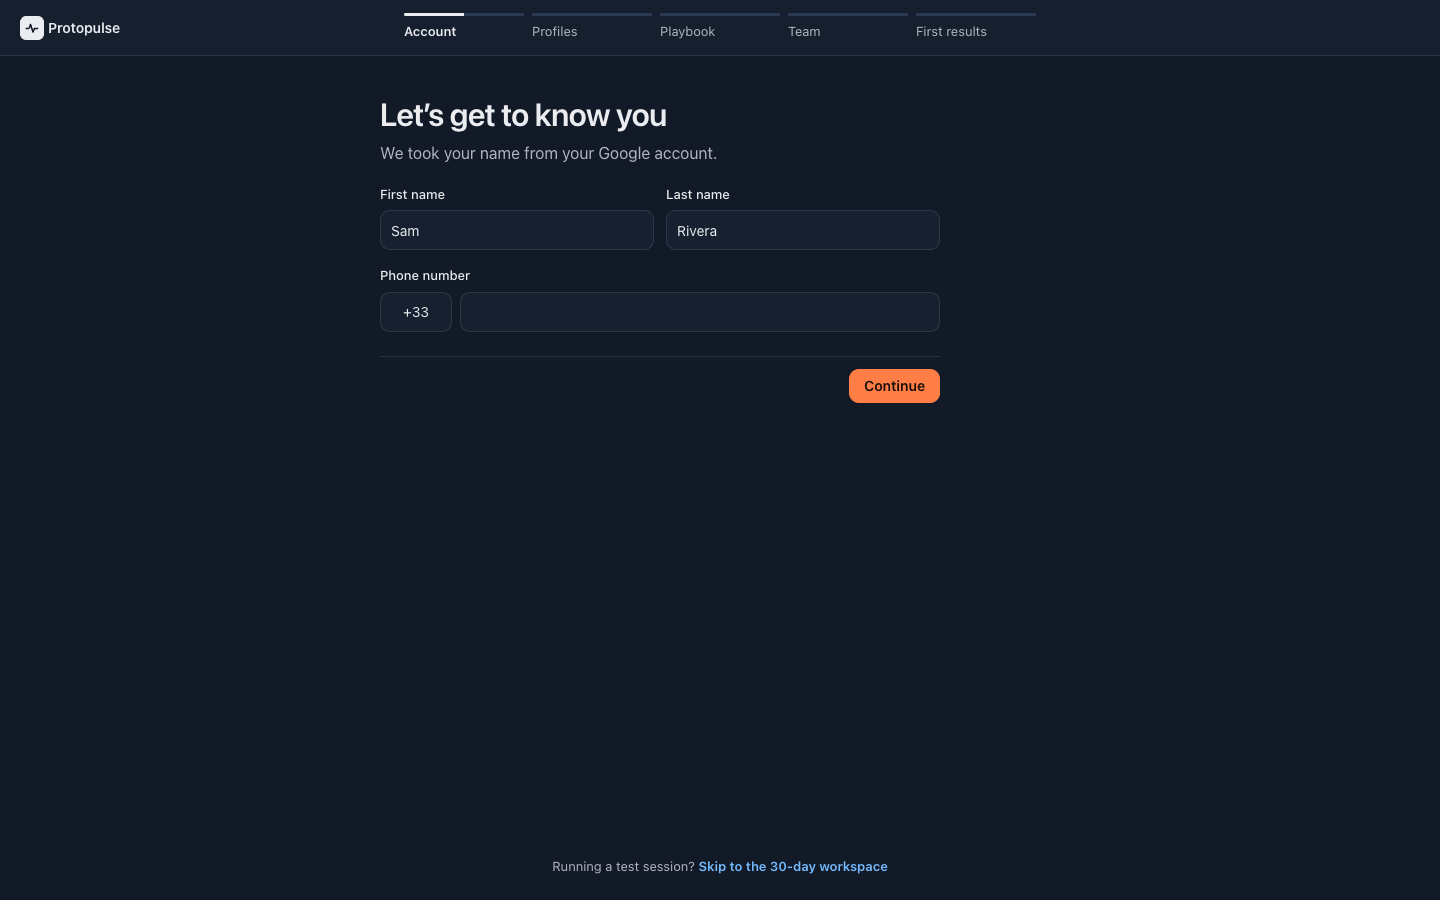 Protopulse
Account
Profiles
Playbook
Team
First results
Let’s get to know you
We took your name from your Google account.
First name
Last name
Sam
Rivera
Phone number
+33
Continue
Running a test session? Skip to the 30-day workspace